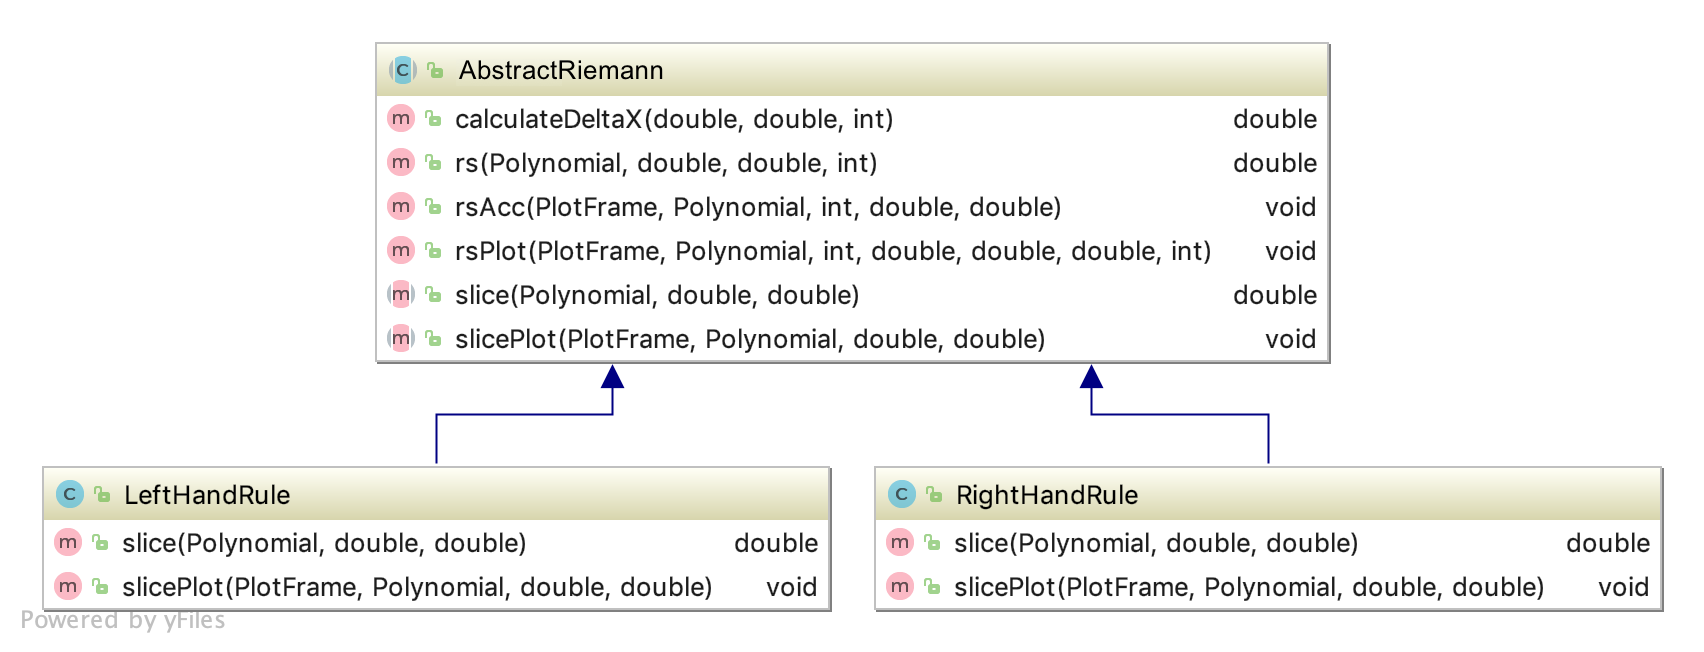 AbstractRiemann
calculateDeltaX(double, double, int) double
rs(Polynomial, double, double, int) double
rsAcc(PlotFrame, Polynomial, int, double, double) void
rsPlot(PlotFrame, Polynomial, int, double, double, double, int) void
slice(Polynomial, double, double) double
slicePlot(PlotFrame, Polynomial, double, double) void
LeftHandRule
slice(Polynomial, double, double) double
slicePlot(PlotFrame, Polynomial, double, double) void
RightHandRule
slice(Polynomial, double, double) double
slicePlot(PlotFrame, Polynomial, double, double) void
Powered by yFiles